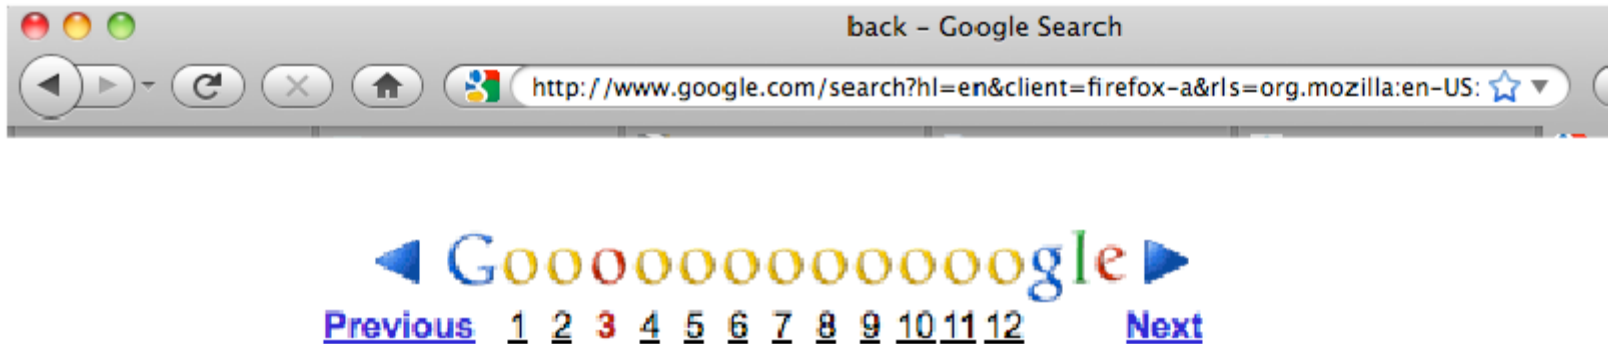 back – Google Search
http://www.google.com/search?hl=en&client=firefox-a&rls=org.mozilla:en-US:
Goooooooooooogle
Previous 1 2 3 4 5 6 7 8 9 10 11 12 Next